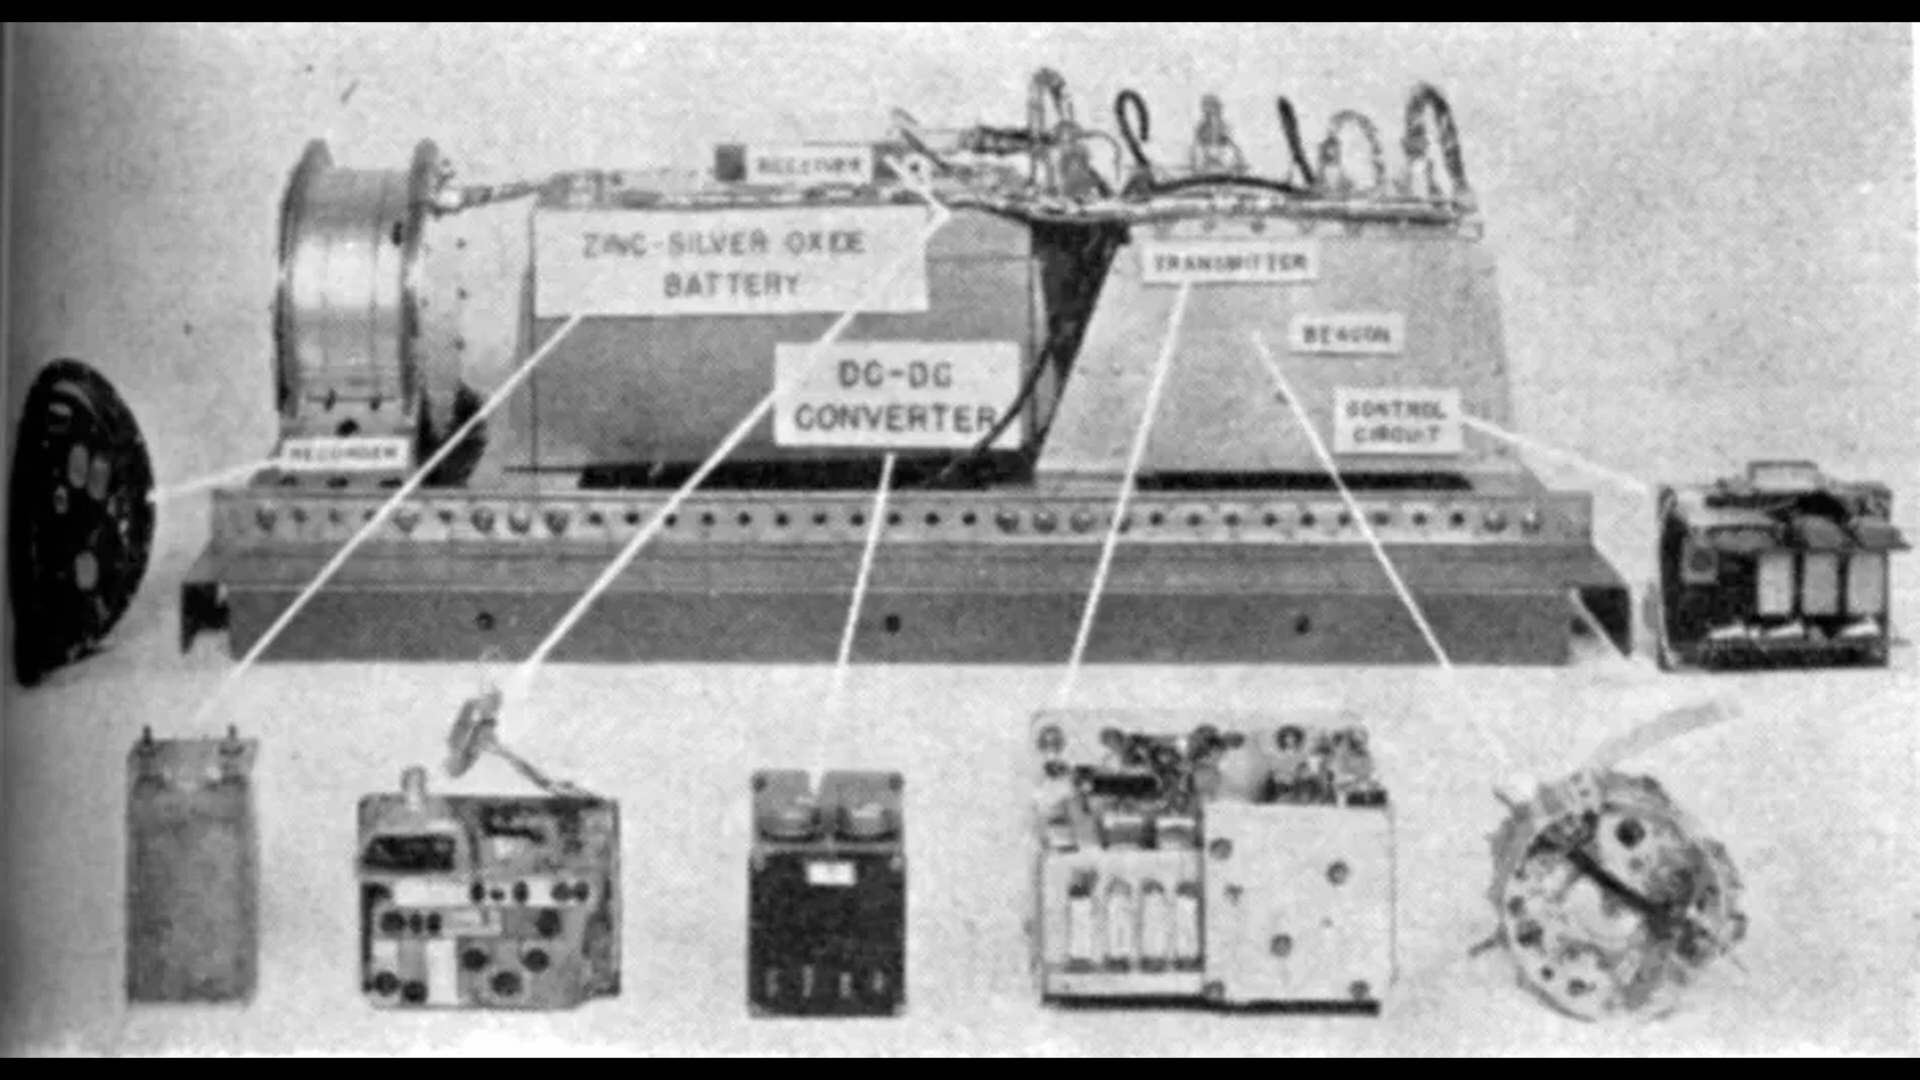 RECEIVER
ZINC-SILVER OXIDE
BATTERY
TRANSMITTER
BEACON
DC-DC
CONVERTER
CONTROL
CIRCUIT
RECORDER